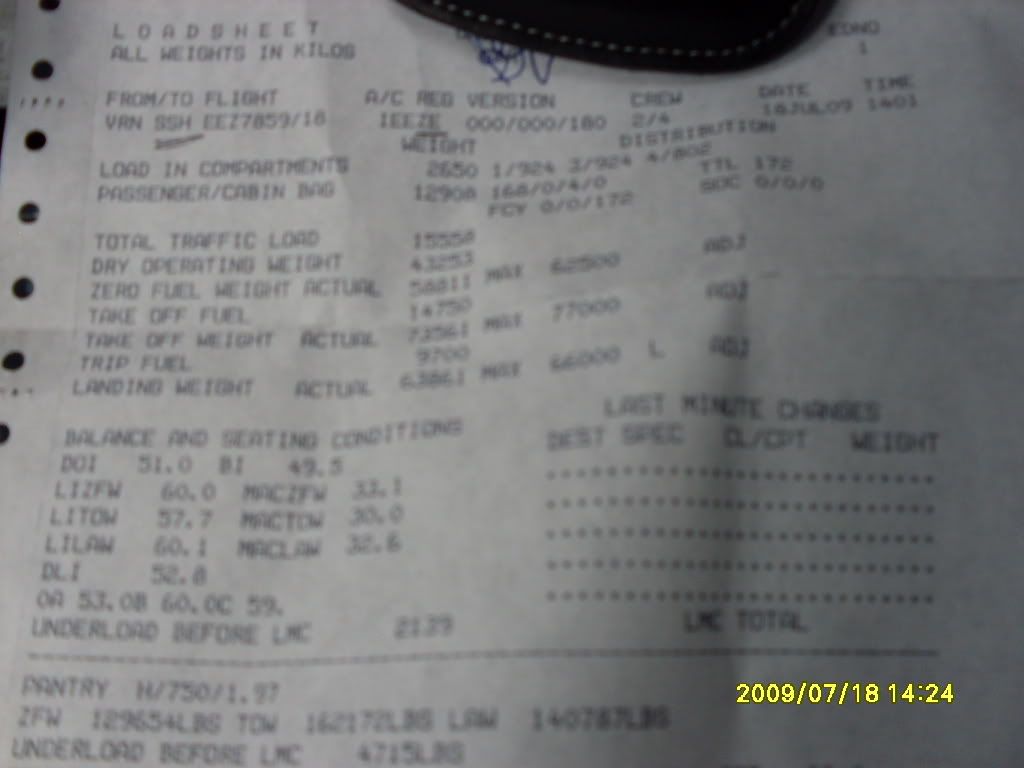 LOADSHEET EDNO
ALL WEIGHTS IN KILOS 1
FROM/TO FLIGHT A/C REG VERSION CREW DATE TIME
VRN SSH EEZ7859/18 IEEZE 000/000/180 2/4 18JUL09 1401
WEIGHT DISTRIBUTION
LOAD IN COMPARTMENTS 2650 1/924 3/924 4/802
PASSENGER/CABIN BAG 12908 168/0/4/0 TTL 172
FCY 0/0/172 SOC 0/0/0
TOTAL TRAFFIC LOAD 15558
DRY OPERATING WEIGHT 43253
ZERO FUEL WEIGHT ACTUAL 58811 MAX 62500 ADJ
TAKE OFF FUEL 14750
TAKE OFF WEIGHT ACTUAL 73561 MAX 77000 ADJ
TRIP FUEL 9700
LANDING WEIGHT ACTUAL 63861 MAX 66000 L ADJ
BALANCE AND SEATING CONDITIONS LAST MINUTE CHANGES
DOI 51.0 BI 49.5 DEST SPEC CL/CPT WEIGHT
LIZFW 60.0 MACZFW 33.1
LITOW 57.7 MACTOW 30.0
LILAW 60.1 MACLAW 32.6
DLI 52.8
OA 53.0B 60.0C 59.
UNDERLOAD BEFORE LMC 2139 LMC TOTAL
PANTRY H/750/1.97
ZFW 129654LBS TOW 162172LBS LAW 140787LBS
UNDERLOAD BEFORE LMC 4715LBS
2009/07/18 14:24